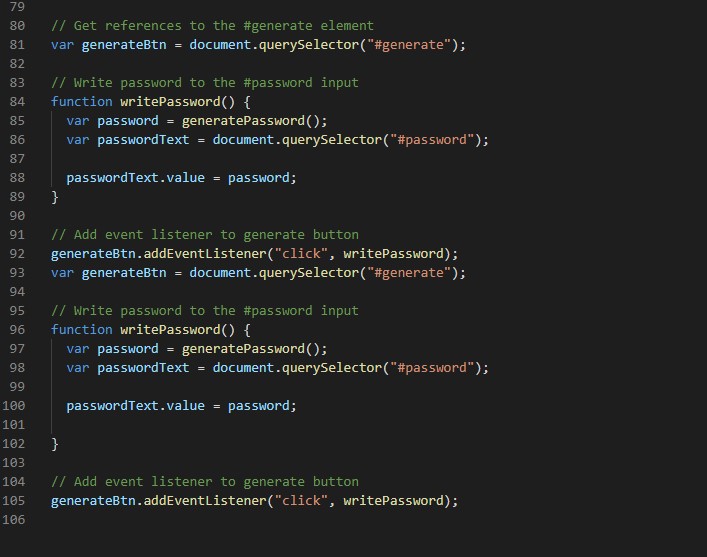 79
80 // Get references to the #generate element
81 var generateBtn = document.querySelector("#generate");
82
83 // Write password to the #password input
84 function writePassword() {
85   var password = generatePassword();
86   var passwordText = document.querySelector("#password");
87
88   passwordText.value = password;
89 }
90
91 // Add event listener to generate button
92 generateBtn.addEventListener("click", writePassword);
93 var generateBtn = document.querySelector("#generate");
94
95 // Write password to the #password input
96 function writePassword() {
97   var password = generatePassword();
98   var passwordText = document.querySelector("#password");
99
100   passwordText.value = password;
101
102 }
103
104 // Add event listener to generate button
105 generateBtn.addEventListener("click", writePassword);
106